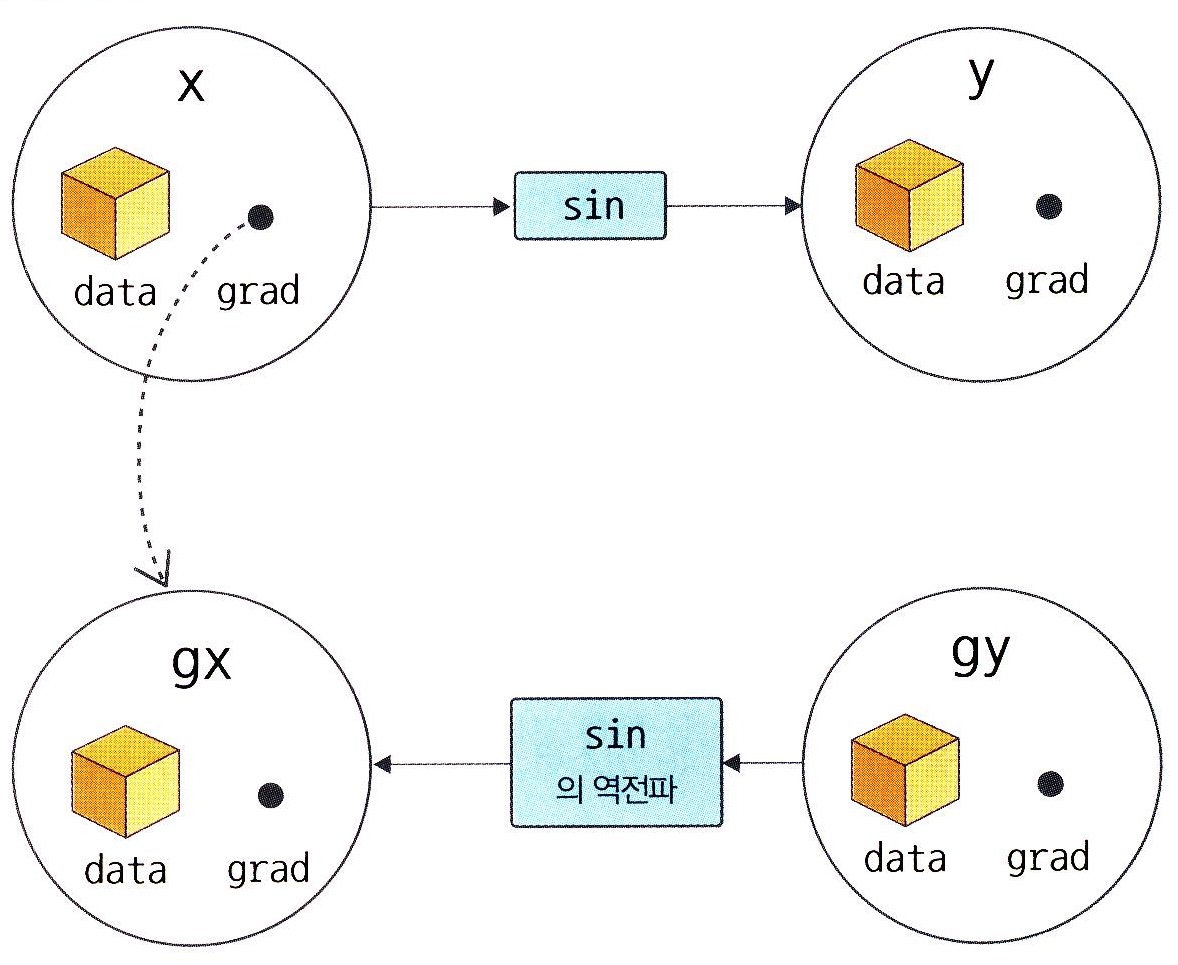 x
data
grad
sin
y
data
grad
gx
data
grad
sin
의 역전파
gy
data
grad